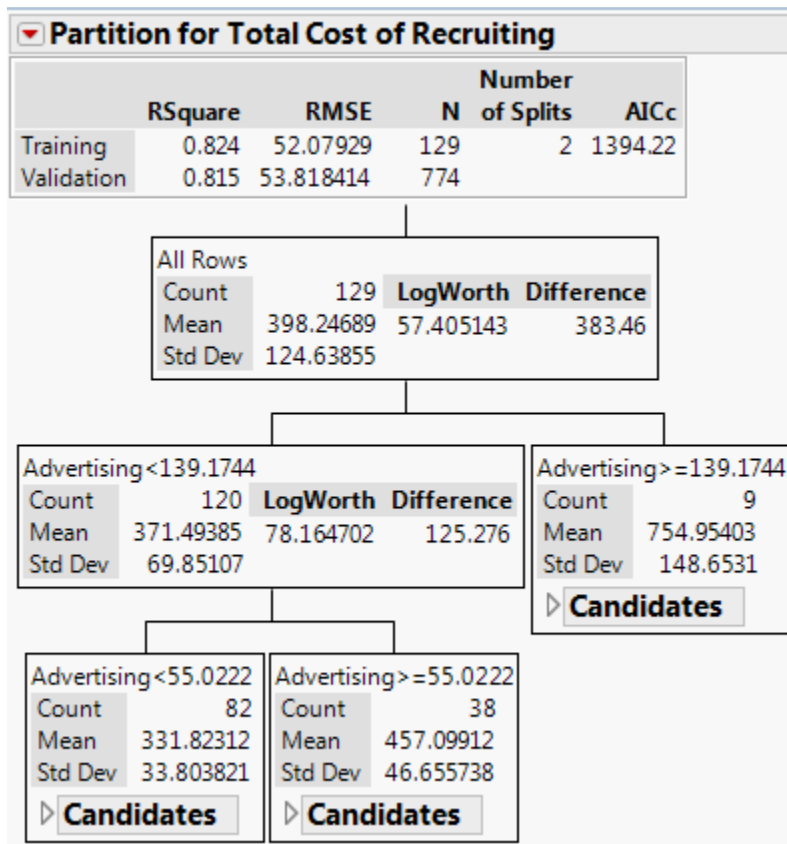 Partition for Total Cost of Recruiting
Number
RSquare RMSE N of Splits AICc
Training 0.824 52.07929 129 2 1394.22
Validation 0.815 53.818414 774
All Rows
Count 129 LogWorth Difference
Mean 398.24689 57.405143 383.46
Std Dev 124.63855
Advertising<139.1744
Count 120 LogWorth Difference
Mean 371.49385 78.164702 125.276
Std Dev 69.85107
Advertising>=139.1744
Count 9
Mean 754.95403
Std Dev 148.6531
Candidates
Advertising<55.0222
Count 82
Mean 331.82312
Std Dev 33.803821
Candidates
Advertising>=55.0222
Count 38
Mean 457.09912
Std Dev 46.655738
Candidates